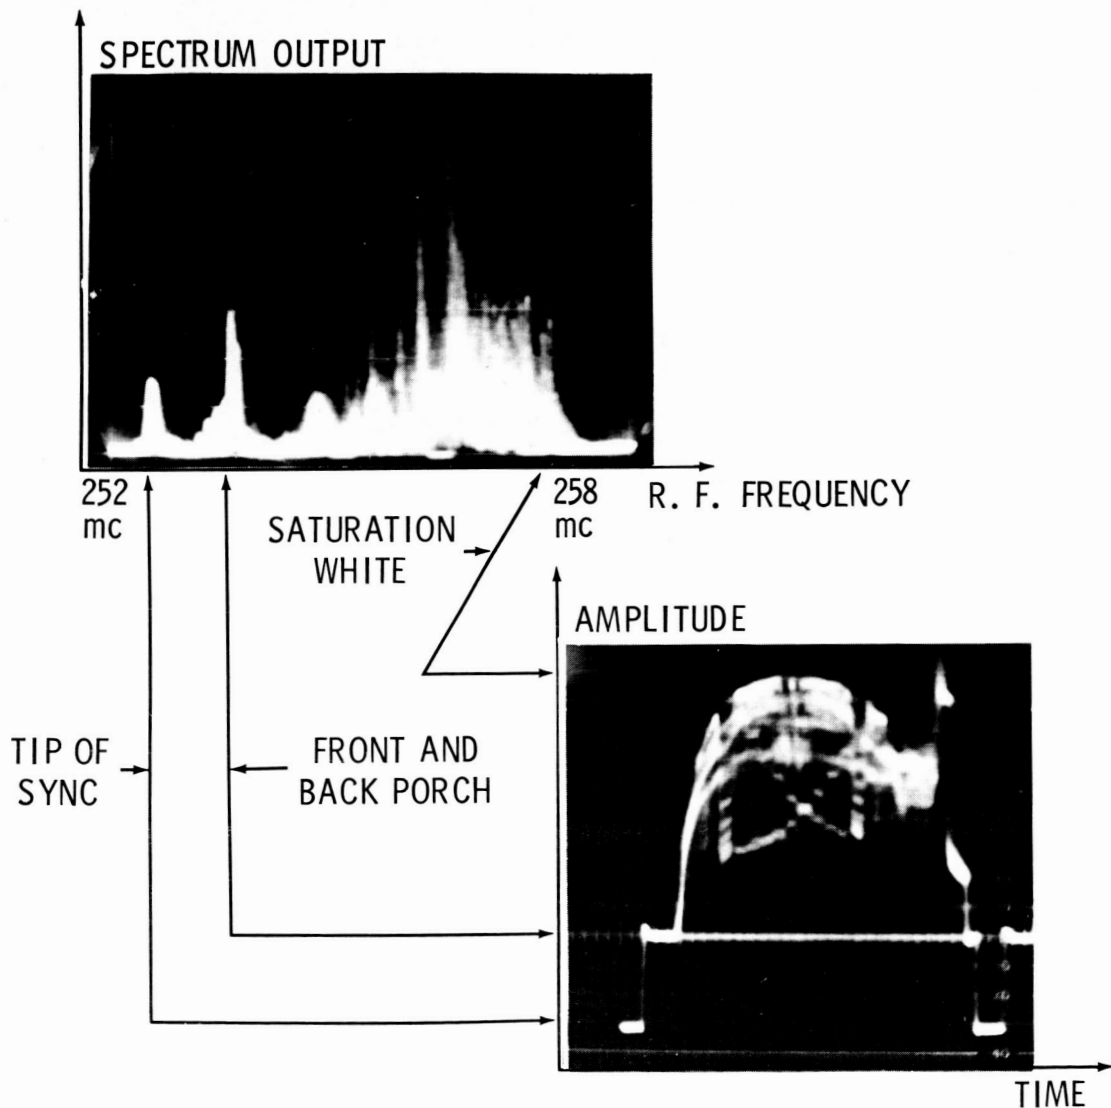 SPECTRUM OUTPUT
252
mc
258
mc
R. F. FREQUENCY
SATURATION
WHITE
AMPLITUDE
TIP OF
SYNC
FRONT AND
BACK PORCH
TIME